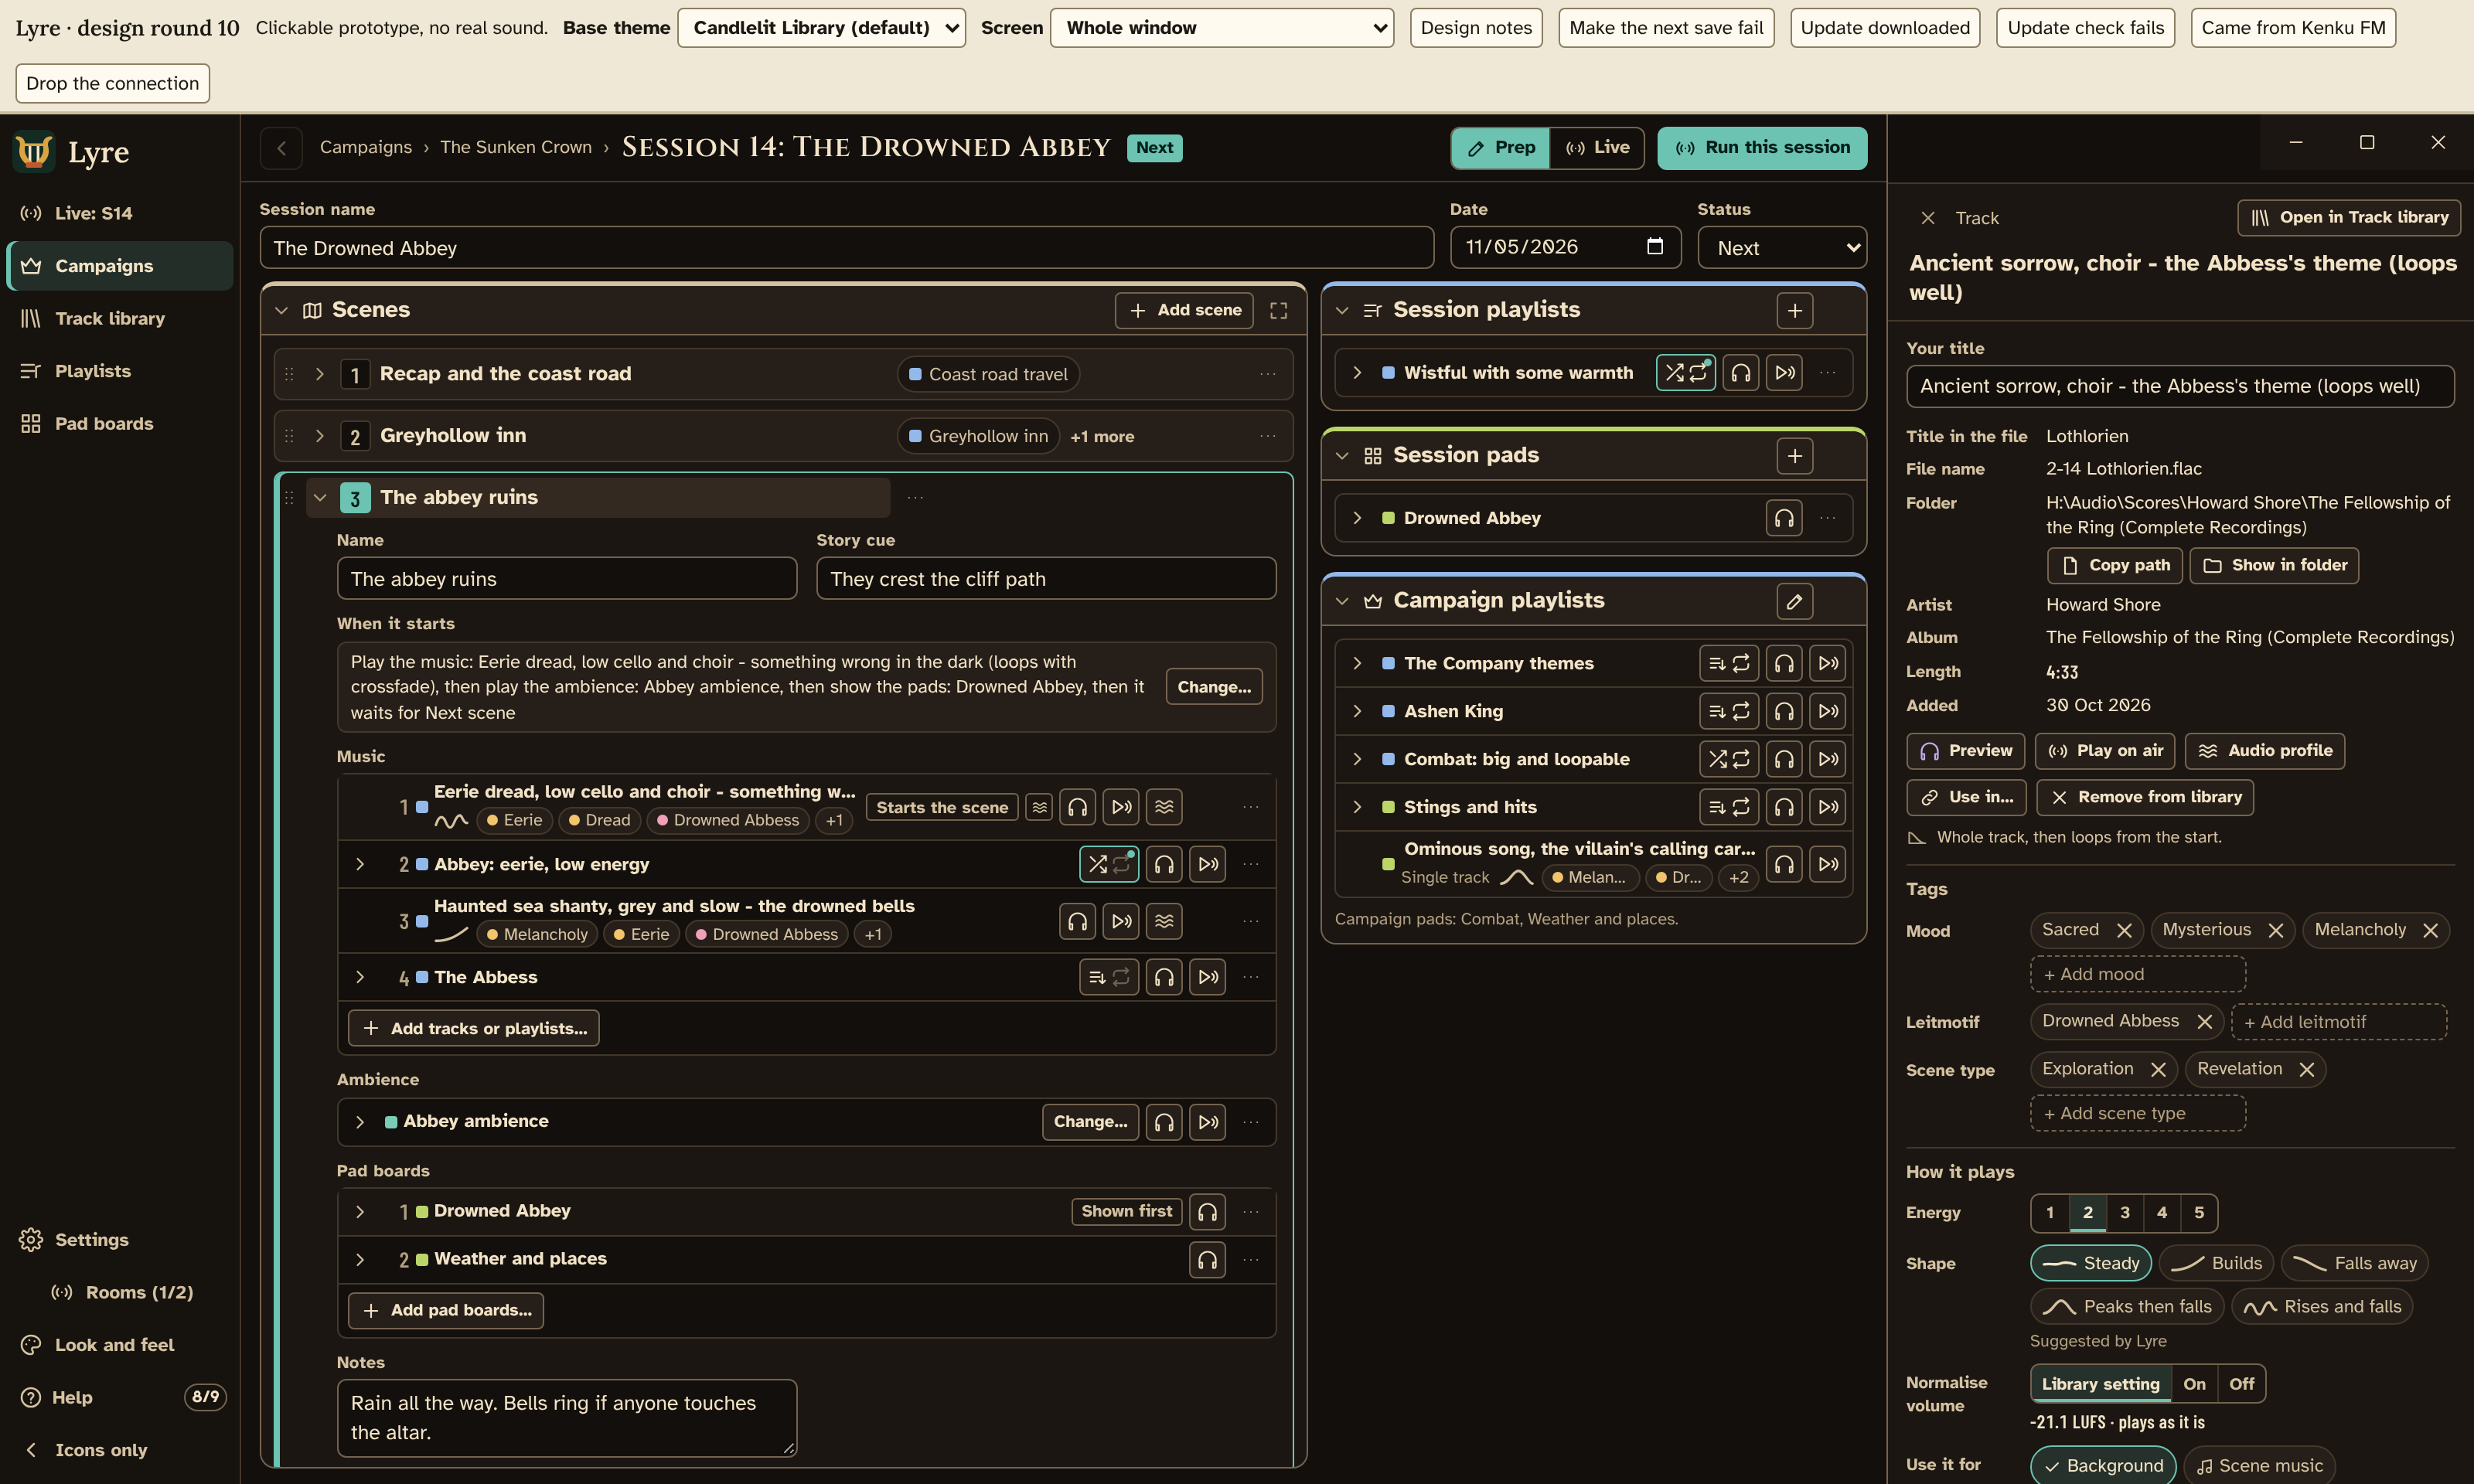 Lyre · design round 10 Clickable prototype, no real sound. Base theme Candlelit Library (default) Screen Whole window Design notes Make the next save fail Update downloaded Update check fails Came from Kenku FM
Drop the connection
Lyre
Live: S14
Campaigns
Track library
Playlists
Pad boards
Settings
Rooms (1/2)
Look and feel
Help 8/9
Icons only
Campaigns › The Sunken Crown › Session 14: The Drowned Abbey Next
Prep Live Run this session
Session name
The Drowned Abbey
Date
11/05/2026
Status
Next
Scenes Add scene
1 Recap and the coast road Coast road travel
2 Greyhollow inn Greyhollow inn +1 more
3 The abbey ruins
Name
The abbey ruins
Story cue
They crest the cliff path
When it starts
Play the music: Eerie dread, low cello and choir - something wrong in the dark (loops with
crossfade), then play the ambience: Abbey ambience, then show the pads: Drowned Abbey, then it
waits for Next scene
Change...
Music
1 Eerie dread, low cello and choir - something w... Starts the scene
Eerie Dread Drowned Abbess +1
2 Abbey: eerie, low energy
3 Haunted sea shanty, grey and slow - the drowned bells
Melancholy Eerie Drowned Abbess +1
4 The Abbess
Add tracks or playlists...
Ambience
Abbey ambience Change...
Pad boards
1 Drowned Abbey Shown first
2 Weather and places
Add pad boards...
Notes
Rain all the way. Bells ring if anyone touches
the altar.
Session playlists
Wistful with some warmth
Session pads
Drowned Abbey
Campaign playlists
The Company themes
Ashen King
Combat: big and loopable
Stings and hits
Ominous song, the villain's calling car...
Single track Melan... Dr... +2
Campaign pads: Combat, Weather and places.
Track Open in Track library
Ancient sorrow, choir - the Abbess's theme (loops
well)
Your title
Ancient sorrow, choir - the Abbess's theme (loops well)
Title in the file Lothlorien
File name 2-14 Lothlorien.flac
Folder H:\Audio\Scores\Howard Shore\The Fellowship of
the Ring (Complete Recordings)
Copy path Show in folder
Artist Howard Shore
Album The Fellowship of the Ring (Complete Recordings)
Length 4:33
Added 30 Oct 2026
Preview Play on air Audio profile
Use in... Remove from library
Whole track, then loops from the start.
Tags
Mood Sacred Mysterious Melancholy
+ Add mood
Leitmotif Drowned Abbess + Add leitmotif
Scene type Exploration Revelation
+ Add scene type
How it plays
Energy 1 2 3 4 5
Shape Steady Builds Falls away
Peaks then falls Rises and falls
Suggested by Lyre
Normalise
volume
Library setting On Off
-21.1 LUFS · plays as it is
Use it for Background Scene music